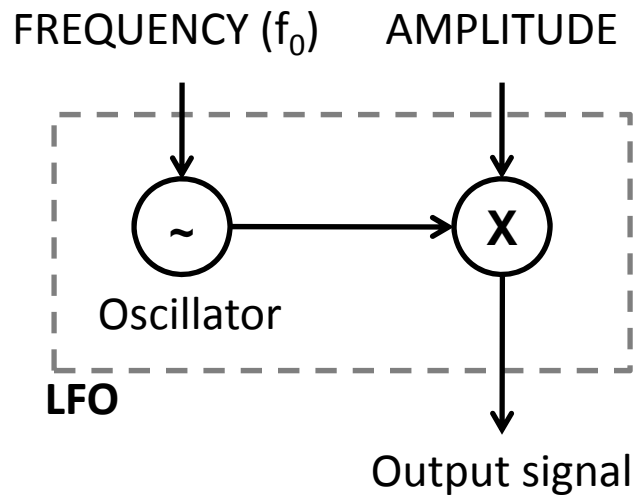 FREQUENCY (f₀) AMPLITUDE
~ X
Oscillator
LFO
Output signal